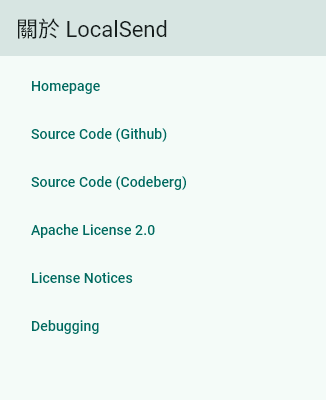 關於 LocalSend
Homepage
Source Code (Github)
Source Code (Codeberg)
Apache License 2.0
License Notices
Debugging